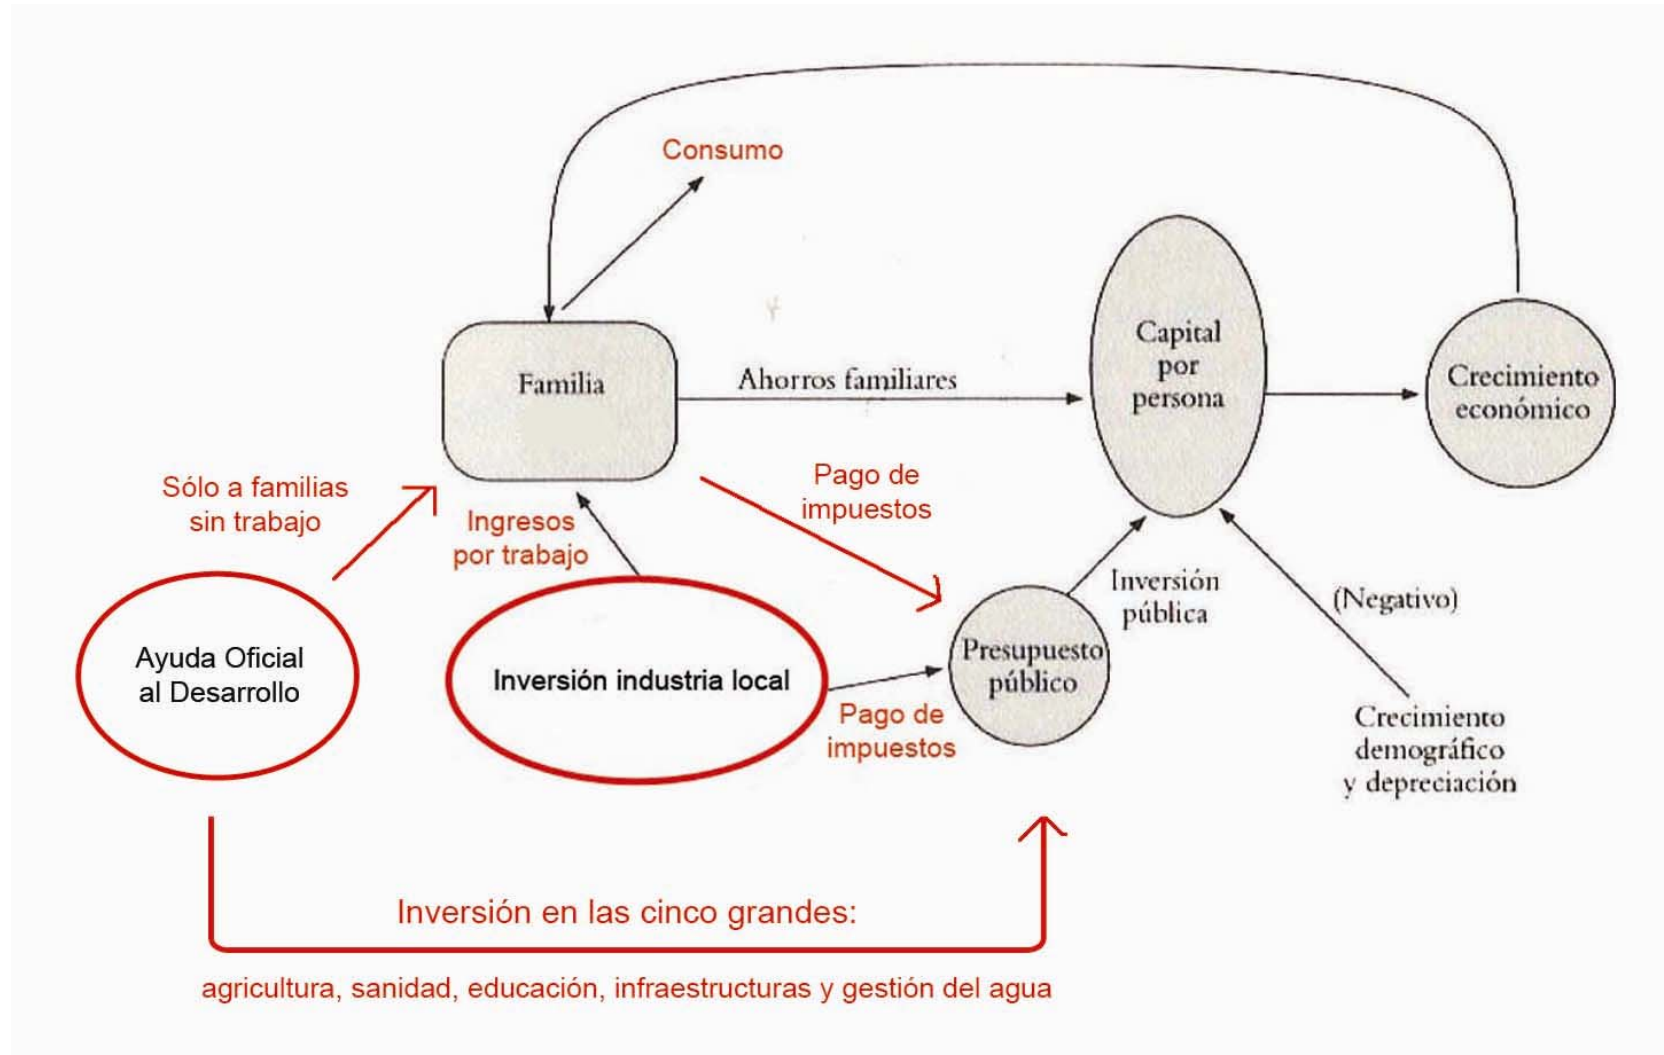 Consumo
Familia
Ahorros familiares
Capital
por
persona
Crecimiento
económico
Sólo a familias
sin trabajo
Ingresos
por trabajo
Pago de
impuestos
Inversión
pública
(Negativo)
Ayuda Oficial
al Desarrollo
Inversión industria local
Presupuesto
público
Pago de
impuestos
Crecimiento
demográfico
y depreciación
Inversión en las cinco grandes:
agricultura, sanidad, educación, infraestructuras y gestión del agua